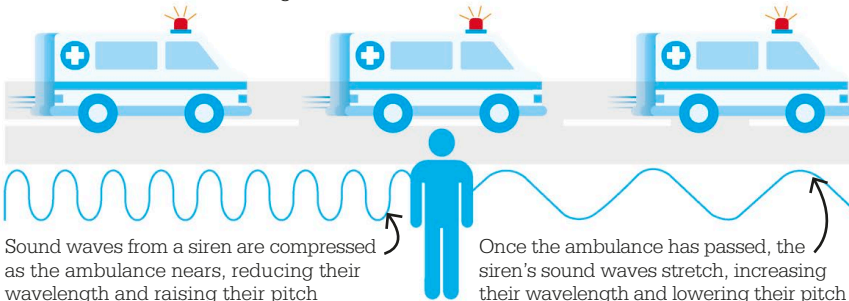 Sound waves from a siren are compressed
as the ambulance nears, reducing their
wavelength and raising their pitch
Once the ambulance has passed, the
siren's sound waves stretch, increasing
their wavelength and lowering their pitch